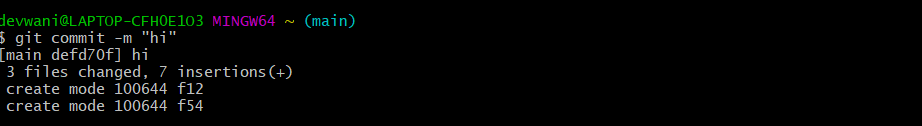 devwani@LAPTOP-CFH0E1O3 MINGW64 ~ (main)
$ git commit -m "hi"
[main defd70f] hi
 3 files changed, 7 insertions(+)
 create mode 100644 f12
 create mode 100644 f54